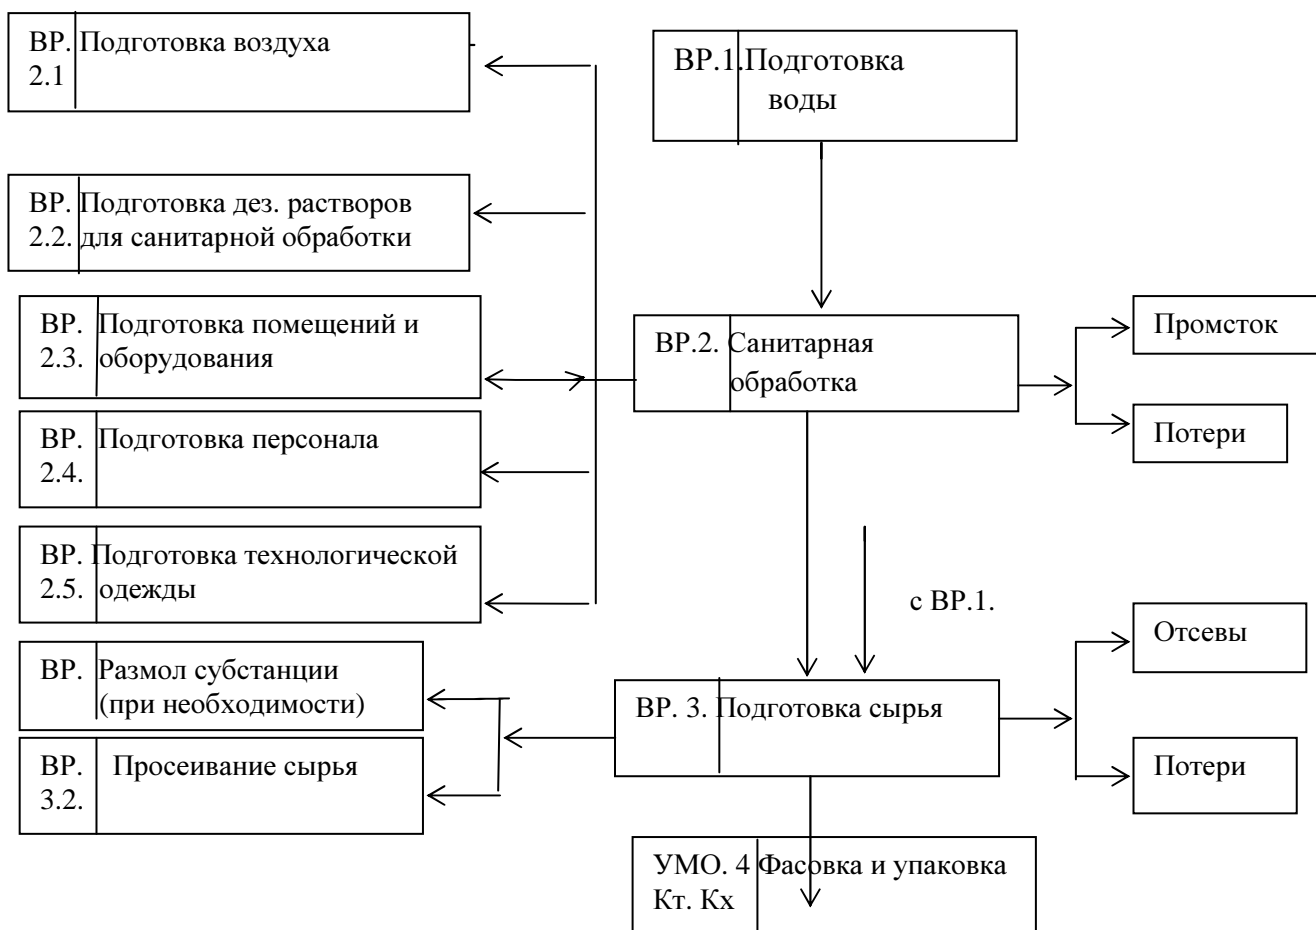 ВР. Подготовка воздуха
2.1
ВР.1.Подготовка
воды
ВР. Подготовка дез. растворов
2.2. для санитарной обработки
ВР. Подготовка помещений и
2.3. оборудования
ВР.2. Санитарная
обработка
Промсток
Потери
ВР. Подготовка персонала
2.4.
ВР. Подготовка технологической
2.5. одежды
с ВР.1.
Отсевы
ВР. Размол субстанции
(при необходимости)
ВР. 3. Подготовка сырья
ВР. Просеивание сырья
3.2.
Потери
УМО. 4 Фасовка и упаковка
Кт. Кх